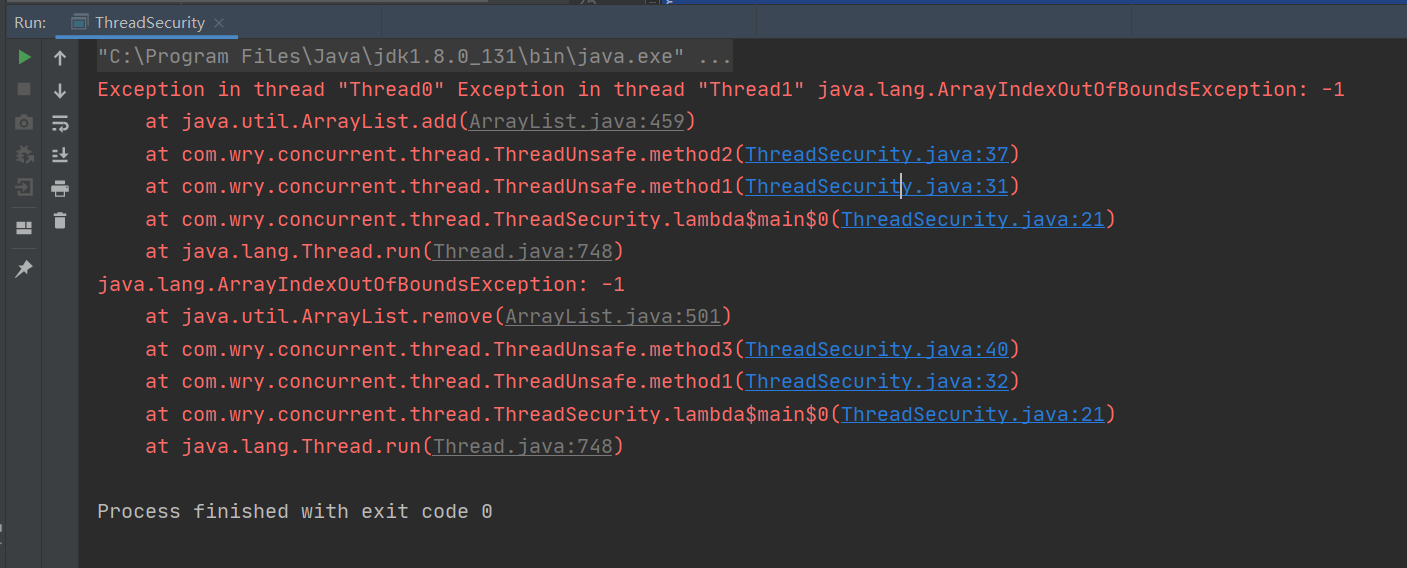 Run: ThreadSecurity ×
"C:\Program Files\Java\jdk1.8.0_131\bin\java.exe" ...
Exception in thread "Thread0" Exception in thread "Thread1" java.lang.ArrayIndexOutOfBoundsException: -1
    at java.util.ArrayList.add(ArrayList.java:459)
    at com.wry.concurrent.thread.ThreadUnsafe.method2(ThreadSecurity.java:37)
    at com.wry.concurrent.thread.ThreadUnsafe.method1(ThreadSecurity.java:31)
    at com.wry.concurrent.thread.ThreadSecurity.lambda$main$0(ThreadSecurity.java:21)
    at java.lang.Thread.run(Thread.java:748)
java.lang.ArrayIndexOutOfBoundsException: -1
    at java.util.ArrayList.remove(ArrayList.java:501)
    at com.wry.concurrent.thread.ThreadUnsafe.method3(ThreadSecurity.java:40)
    at com.wry.concurrent.thread.ThreadUnsafe.method1(ThreadSecurity.java:32)
    at com.wry.concurrent.thread.ThreadSecurity.lambda$main$0(ThreadSecurity.java:21)
    at java.lang.Thread.run(Thread.java:748)
Process finished with exit code 0